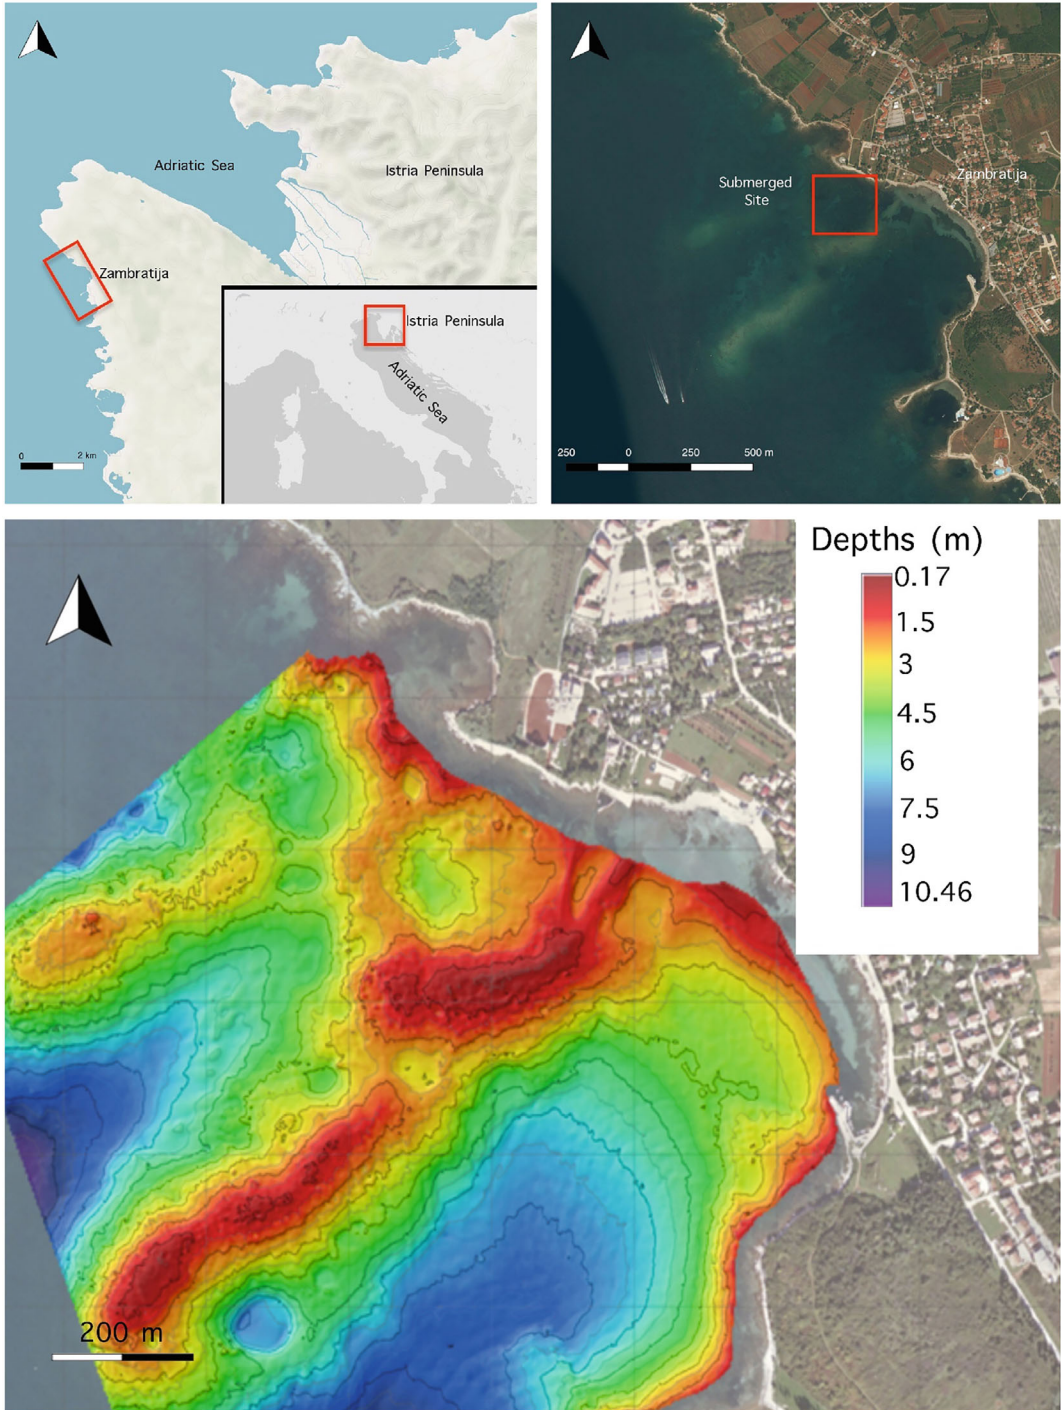 Adriatic Sea
Istria Peninsula
Zambratija
Istria Peninsula
Adriatic Sea
0
2 km
Submerged
Site
Zambratija
250
0
250
500 m
Depths (m)
0.17
1.5
3
4.5
6
7.5
9
10.46
200 m